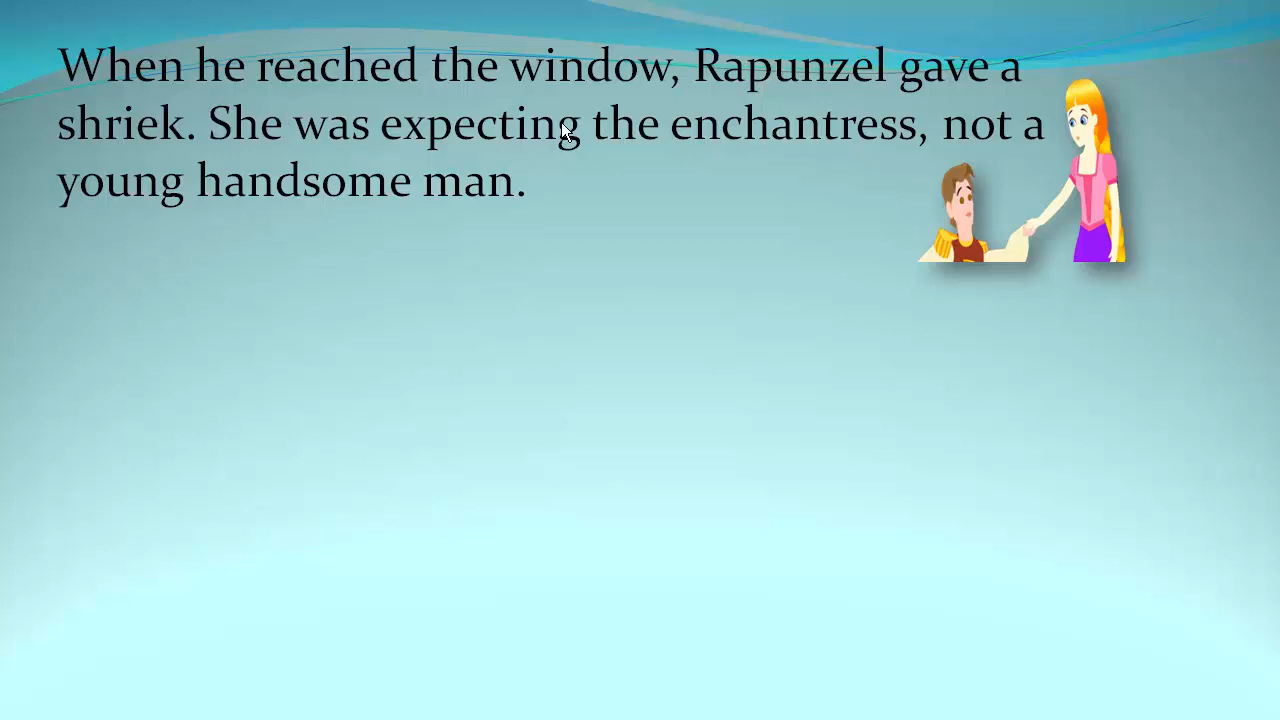 When he reached the window, Rapunzel gave a
shriek. She was expecting the enchantress, not a
young handsome man.